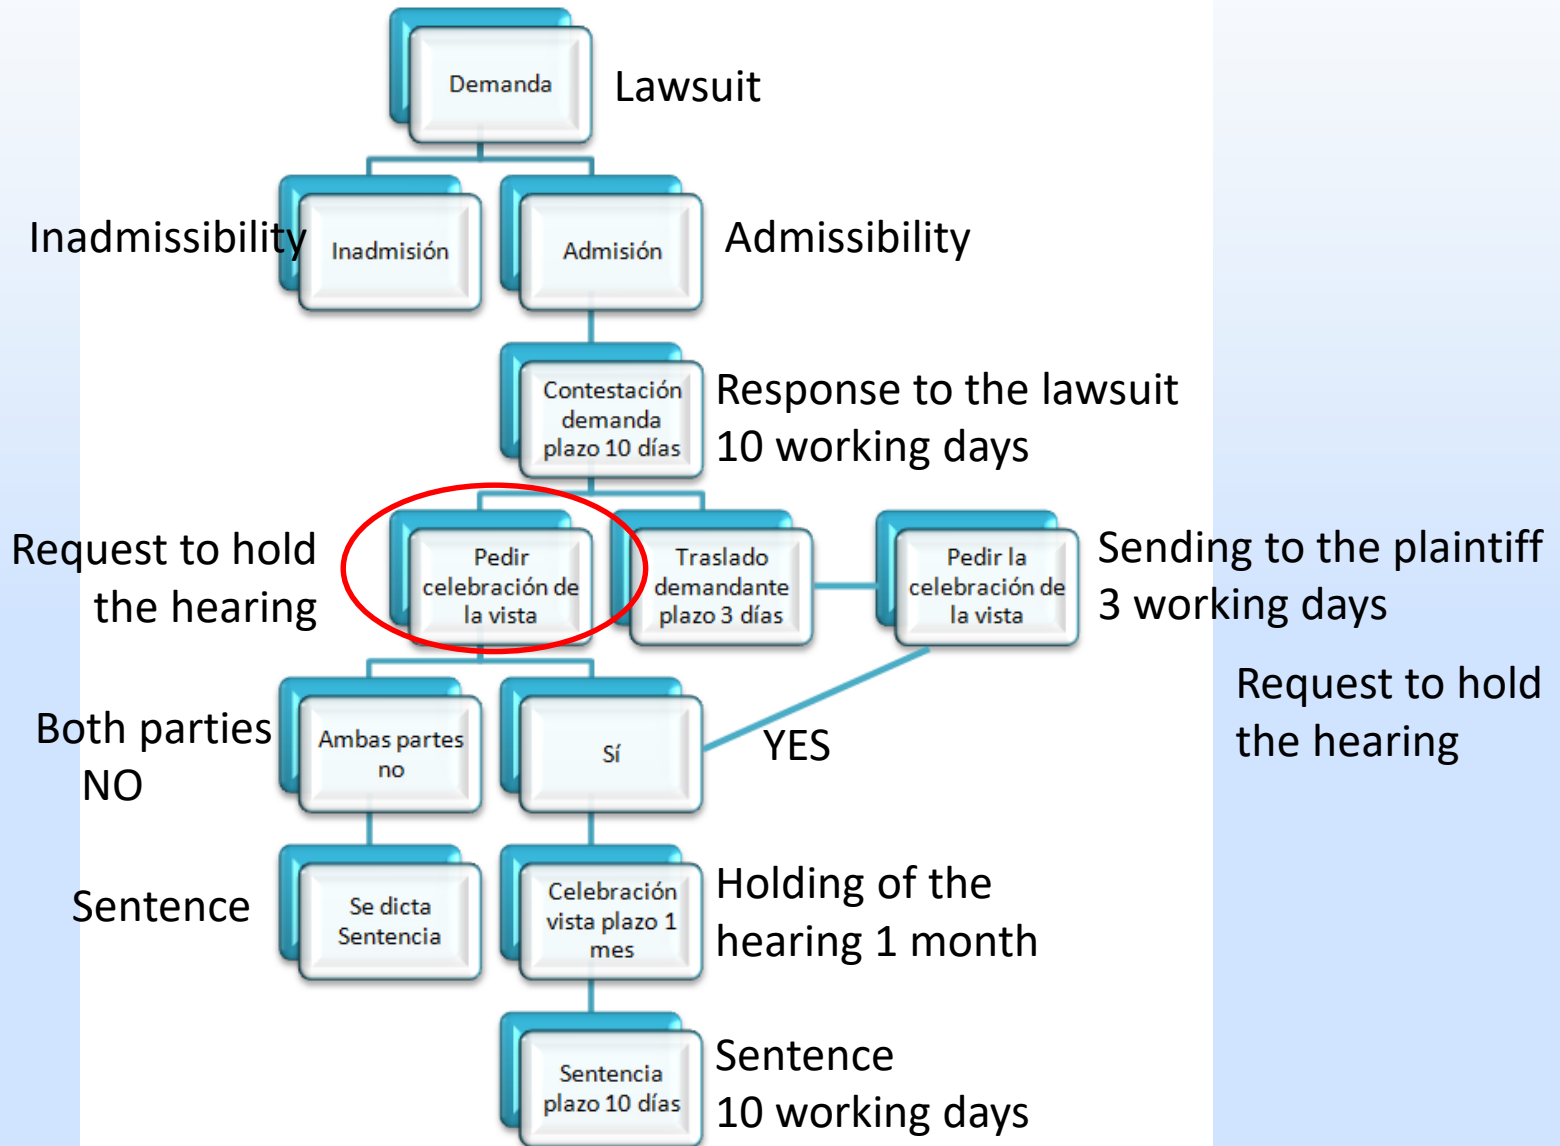 Demanda
Lawsuit
Inadmissibility
Inadmisión
Admisión
Admissibility
Contestación
demanda
plazo 10 días
Response to the lawsuit
10 working days
Request to hold
the hearing
Pedir
celebración de
la vista
Traslado
demandante
plazo 3 días
Pedir la
celebración de
la vista
Sending to the plaintiff
3 working days
Request to hold
the hearing
Both parties
NO
Ambas partes
no
Sí
YES
Sentence
Se dicta
Sentencia
Celebración
vista plazo 1
mes
Holding of the
hearing 1 month
Sentencia
plazo 10 días
Sentence
10 working days